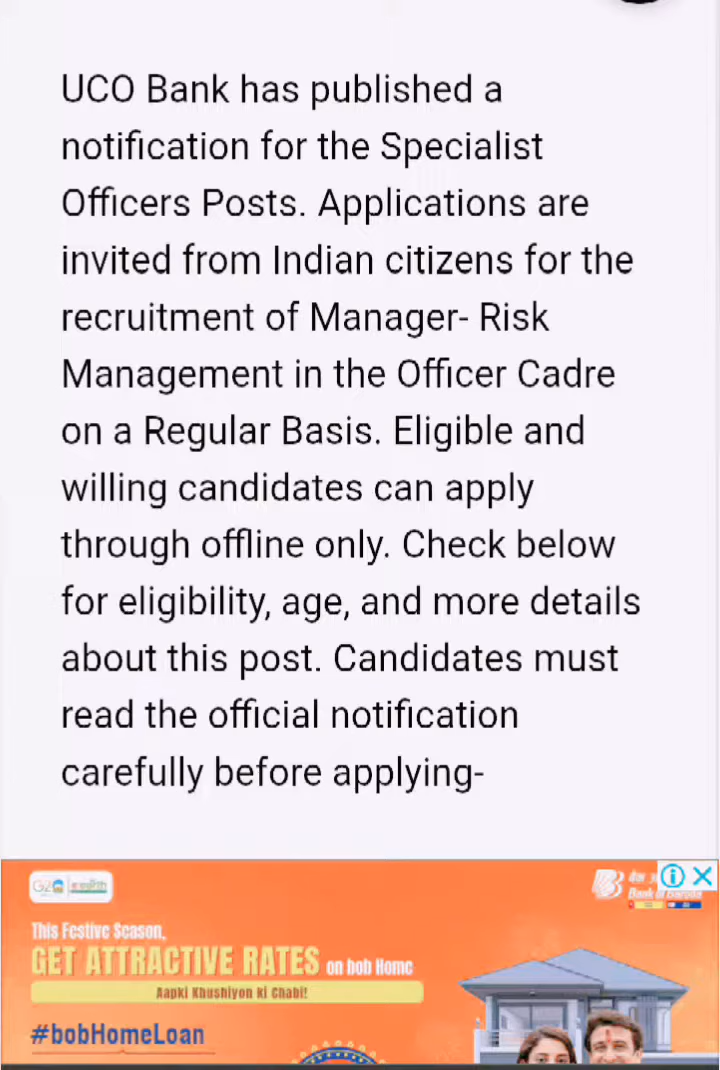 UCO Bank has published a
notification for the Specialist
Officers Posts. Applications are
invited from Indian citizens for the
recruitment of Manager- Risk
Management in the Officer Cadre
on a Regular Basis. Eligible and
willing candidates can apply
through offline only. Check below
for eligibility, age, and more details
about this post. Candidates must
read the official notification
carefully before applying-
G20
This Festive Season,
GET ATTRACTIVE RATES on bob Home
Aapki Khushiyon ki Chabi!
#bobHomeLoan